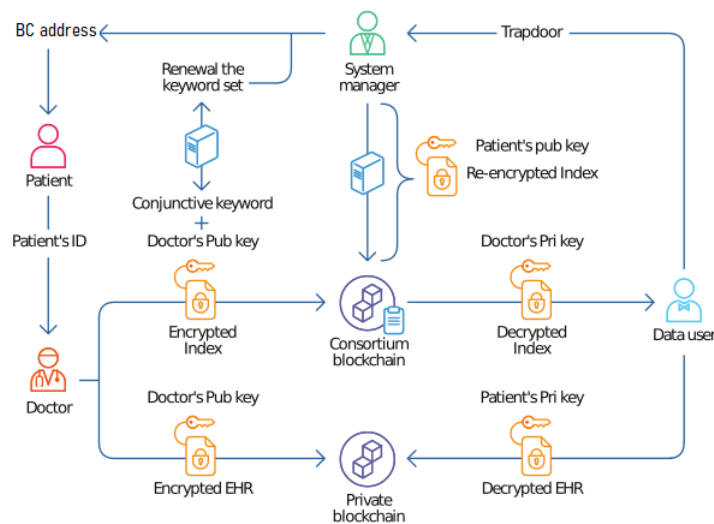 BC address
Trapdoor
Renewal the
keyword set
System
manager
Patient's pub key
Re-encrypted Index
Patient
Conjunctive keyword
+
Patient's ID
Doctor's Pub key
Doctor's Pri key
Encrypted
Index
Consortium
blockchain
Decrypted
Index
Data user
Doctor
Doctor's Pub key
Patient's Pri key
Encrypted EHR
Private
blockchain
Decrypted EHR